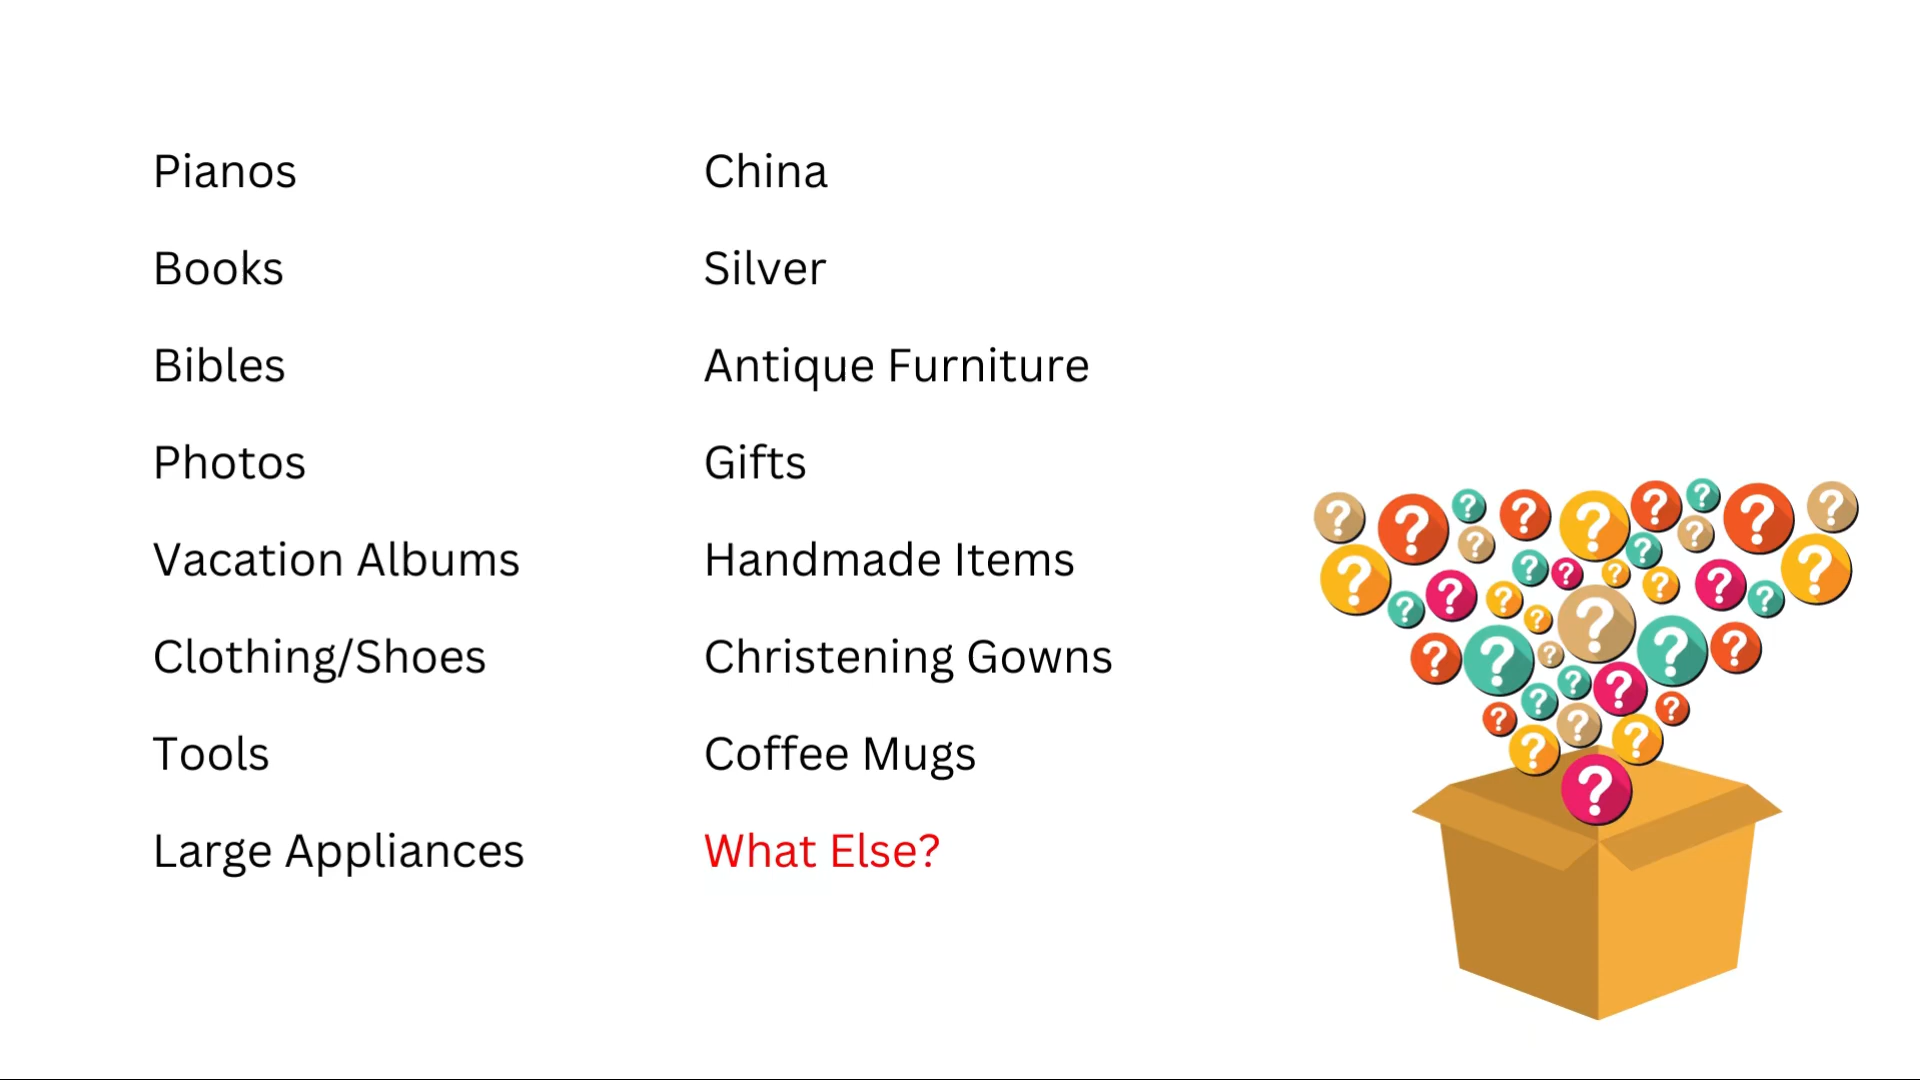 Pianos
Books
Bibles
Photos
Vacation Albums
Clothing/Shoes
Tools
Large Appliances
China
Silver
Antique Furniture
Gifts
Handmade Items
Christening Gowns
Coffee Mugs
What Else?